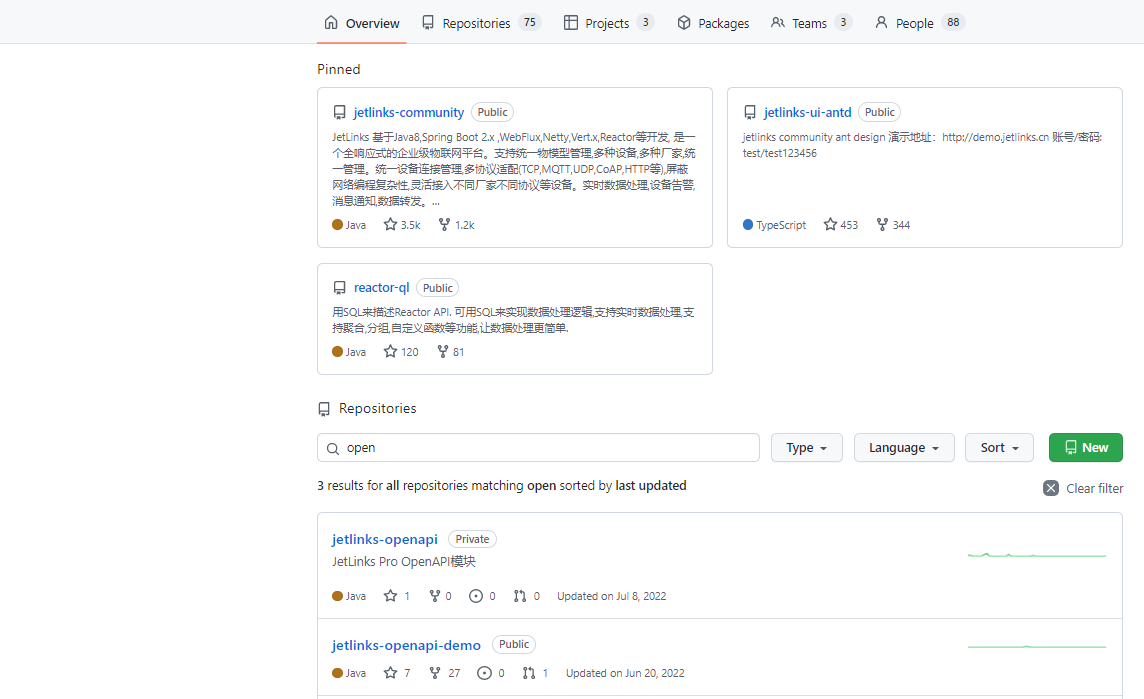 Overview Repositories 75 Projects 3 Packages Teams 3 People 88
Pinned
jetlinks-community Public
JetLinks 基于Java8,Spring Boot 2.x ,WebFlux,Netty,Vert.x,Reactor等开发, 是一
个全响应式的企业级物联网平台。支持统一物模型管理,多种设备,多种厂家,统
一管理。统一设备连接管理,多协议适配(TCP,MQTT,UDP,CoAP,HTTP等),屏蔽
网络编程复杂性,灵活接入不同厂家不同协议等设备。实时数据处理,设备告警,
消息通知,数据转发。...
Java 3.5k 1.2k
jetlinks-ui-antd Public
jetlinks community ant design 演示地址：http://demo.jetlinks.cn 账号/密码:
test/test123456
TypeScript 453 344
reactor-ql Public
用SQL来描述Reactor API. 可用SQL来实现数据处理逻辑,支持实时数据处理,支
持聚合,分组,自定义函数等功能,让数据处理更简单.
Java 120 81
Repositories
open Type Language Sort New
3 results for all repositories matching open sorted by last updated Clear filter
jetlinks-openapi Private
JetLinks Pro OpenAPI模块
Java 1 0 0 0 Updated on Jul 8, 2022
jetlinks-openapi-demo Public
Java 7 27 0 1 Updated on Jun 20, 2022